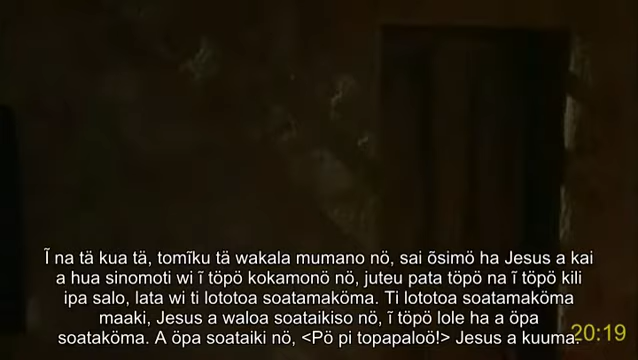 Ĩ na tä kua tä, tomĩku tä wakala mumano nö, sai õsimö ha Jesus a kai
a hua sinomoti wi ĩ töpö kokamonö nö, juteu pata töpö na ĩ töpö kili
ipa salo, lata wi ti lototoa soatamaköma. Ti lototoa soatamaköma
maaki, Jesus a waloa soataikiso nö, ĩ töpö lole ha a öpa
soataköma. A öpa soataiki nö, <Pö pi topapaloö!> Jesus a kuuma.
20:19